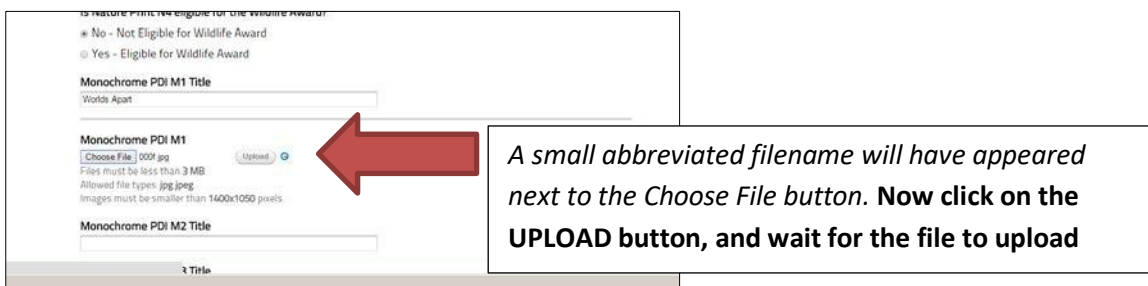 Is Nature Print N4 eligible for the Wildlife Award?
No - Not Eligible for Wildlife Award
Yes - Eligible for Wildlife Award
Monochrome PDI M1 Title
Worlds Apart
Monochrome PDI M1
Choose File 000f.jpg Upload
Files must be less than 3 MB.
Allowed file types: jpg jpeg.
Images must be smaller than 1400x1050 pixels.
Monochrome PDI M2 Title
Title
A small abbreviated filename will have appeared
next to the Choose File button. Now click on the
UPLOAD button, and wait for the file to upload